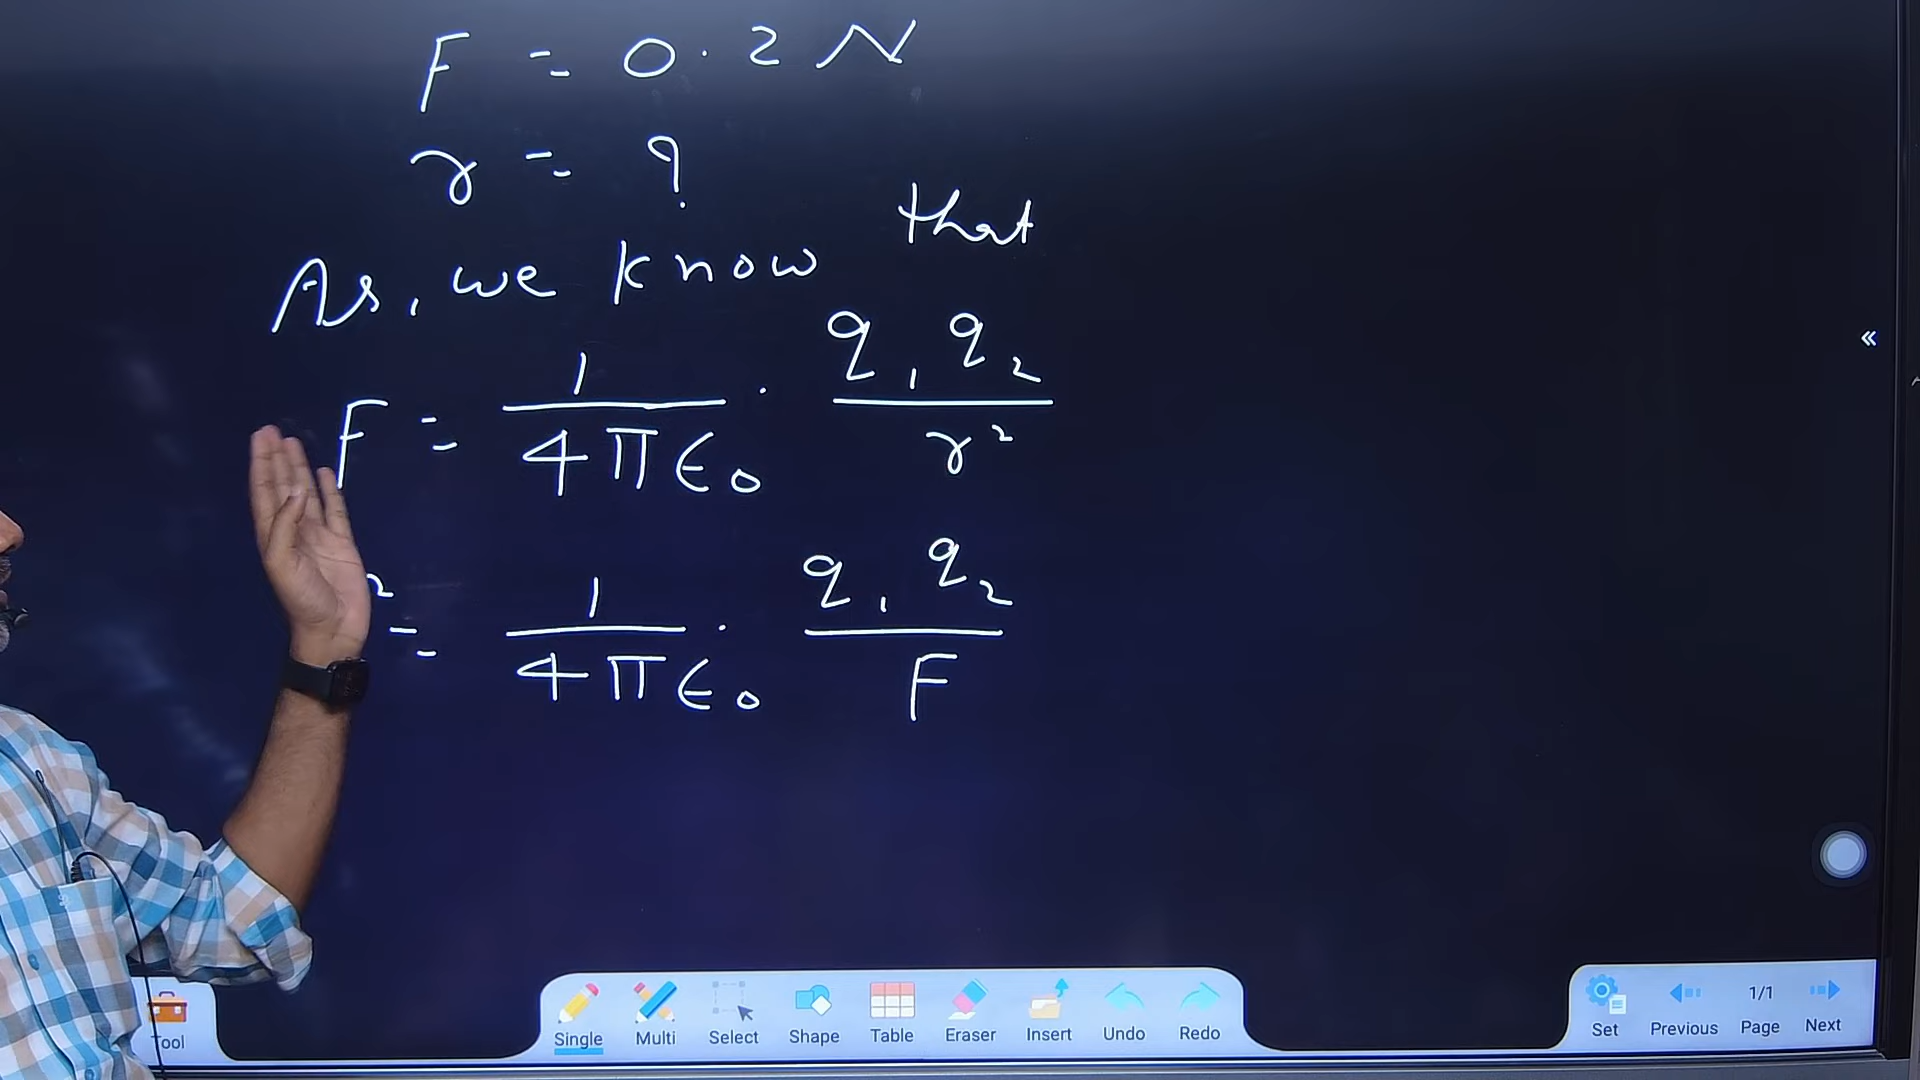 F = 0.2 N
r = ?
As, we know that
F = 1/4πε₀ . q₁q₂/r²
² = 1/4πε₀ . q₁q₂/F
«
Tool
Single Multi Select Shape Table Eraser Insert Undo Redo
Set Previous 1/1 Page Next